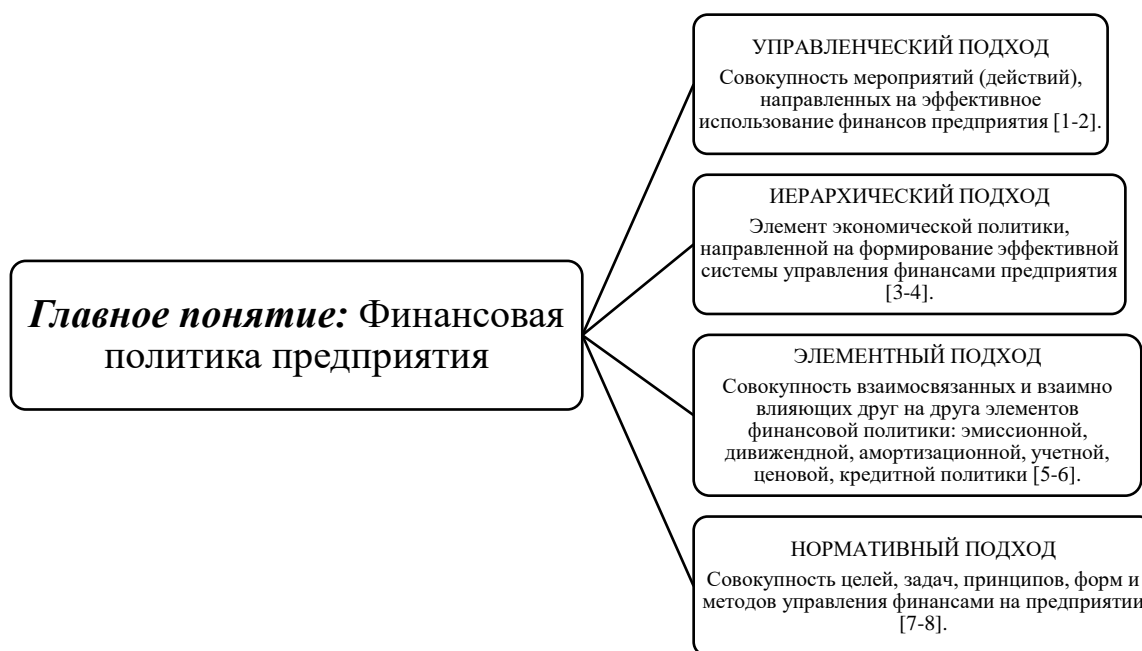 Главное понятие: Финансовая
политика предприятия
УПРАВЛЕНЧЕСКИЙ ПОДХОД
Совокупность мероприятий (действий),
направленных на эффективное
использование финансов предприятия [1-2].
ИЕРАРХИЧЕСКИЙ ПОДХОД
Элемент экономической политики,
направленной на формирование эффективной
системы управления финансами предприятия
[3-4].
ЭЛЕМЕНТНЫЙ ПОДХОД
Совокупность взаимосвязанных и взаимно
влияющих друг на друга элементов
финансовой политики: эмиссионной,
дивижендной, амортизационной, учетной,
ценовой, кредитной политики [5-6].
НОРМАТИВНЫЙ ПОДХОД
Совокупность целей, задач, принципов, форм и
методов управления финансами на предприятии
[7-8].